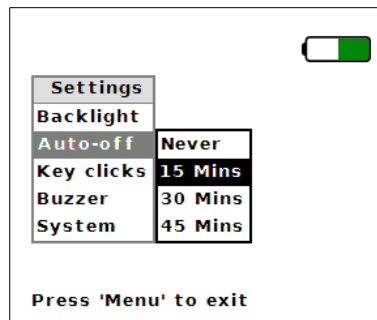 Settings
Backlight
Auto-off Never
Key clicks 15 Mins
Buzzer 30 Mins
System 45 Mins
Press 'Menu' to exit